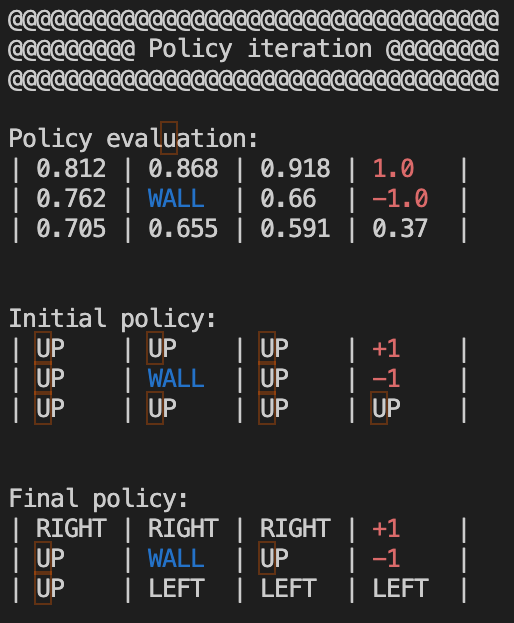 @@@@@@@@@@@@@@@@@@@@@@@@@@@@@@@@@@@
@@@@@@@@@ Policy iteration @@@@@@@@
@@@@@@@@@@@@@@@@@@@@@@@@@@@@@@@@@@@
Policy evaluation:
| 0.812 | 0.868 | 0.918 | 1.0   |
| 0.762 | WALL  | 0.66  | -1.0  |
| 0.705 | 0.655 | 0.591 | 0.37  |
Initial policy:
| UP    | UP    | UP    | +1    |
| UP    | WALL  | UP    | -1    |
| UP    | UP    | UP    | UP    |
Final policy:
| RIGHT | RIGHT | RIGHT | +1    |
| UP    | WALL  | UP    | -1    |
| UP    | LEFT  | LEFT  | LEFT  |